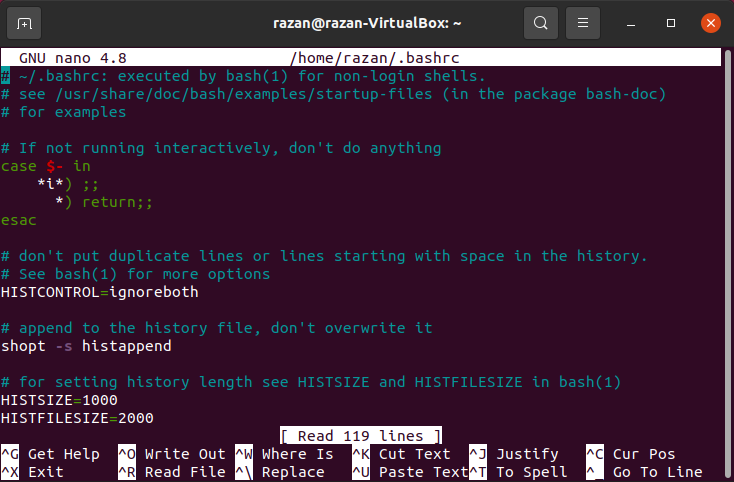 razan@razan-VirtualBox: ~
GNU nano 4.8 /home/razan/.bashrc
# ~/.bashrc: executed by bash(1) for non-login shells.
# see /usr/share/doc/bash/examples/startup-files (in the package bash-doc)
# for examples
# If not running interactively, don't do anything
case $- in
*i*) ;;
*) return;;
esac
# don't put duplicate lines or lines starting with space in the history.
# See bash(1) for more options
HISTCONTROL=ignoreboth
# append to the history file, don't overwrite it
shopt -s histappend
# for setting history length see HISTSIZE and HISTFILESIZE in bash(1)
HISTSIZE=1000
HISTFILESIZE=2000
[ Read 119 lines ]
^G Get Help ^O Write Out ^W Where Is ^K Cut Text ^J Justify ^C Cur Pos
^X Exit ^R Read File ^\ Replace ^U Paste Text ^T To Spell ^_ Go To Line